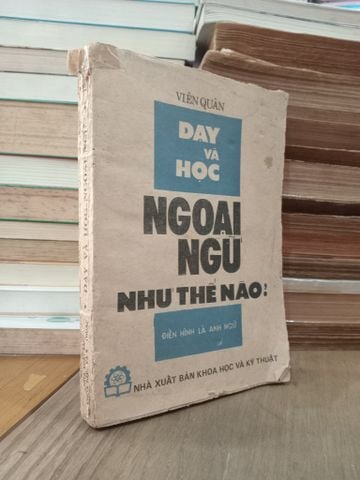 VIÊN QUÂN
DẠY
VÀ
HỌC
NGOẠI
NGỮ
NHƯ THẾ NÀO?
ĐIỂN HÌNH LÀ ANH NGỮ
NHÀ XUẤT BẢN KHOA HỌC VÀ KỸ THUẬT